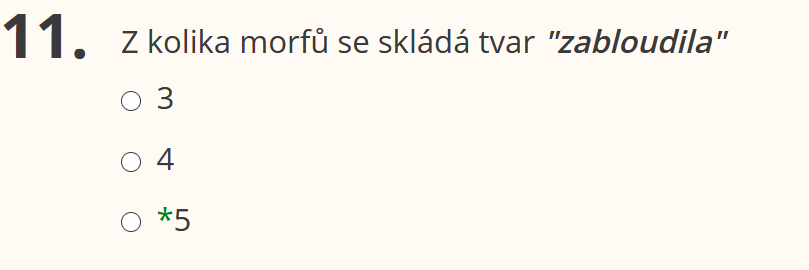 11. Z kolika morfů se skládá tvar "zabloudila"
3
4
*5